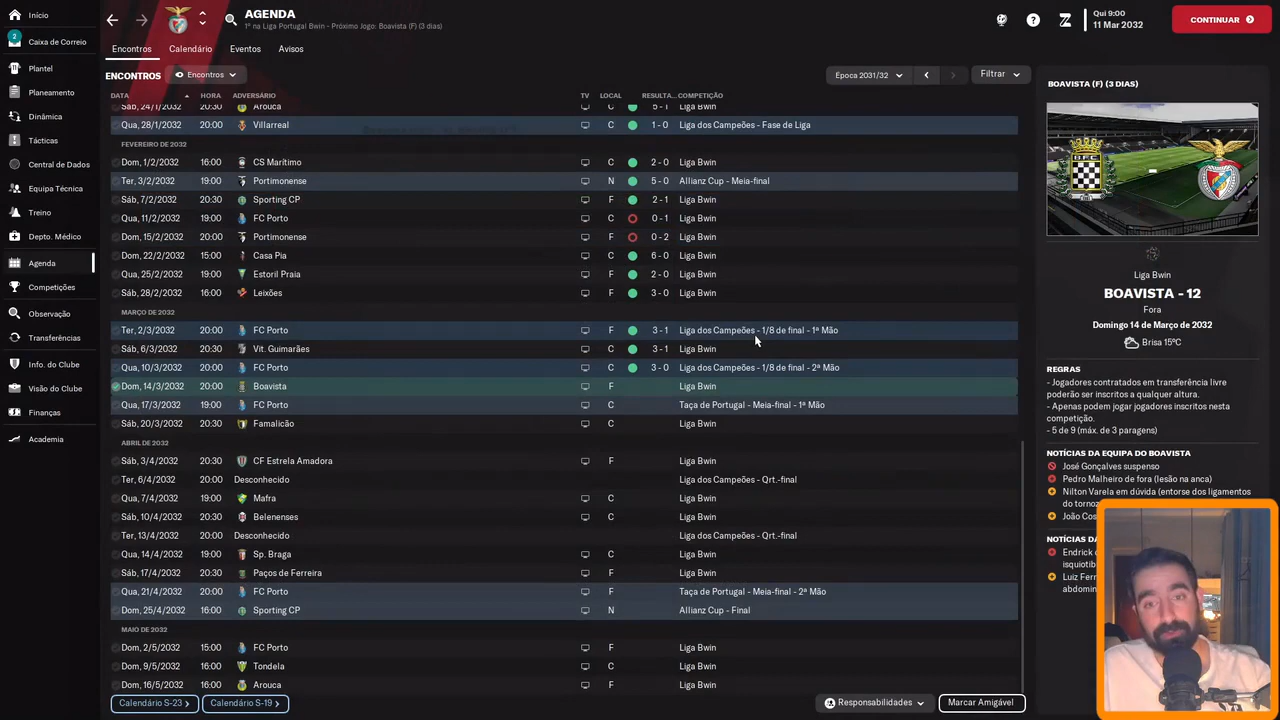 Início
AGENDA
1º na Liga Portugal Bwin - Próximo Jogo: Boavista (F) (3 dias)
Qui 9:00
11 Mar 2032
CONTINUAR
2
Caixa de Correio
Plantel
Planeamento
Dinâmica
Tácticas
Central de Dados
Equipa Técnica
Treino
Depto. Médico
Agenda
Competições
Observação
Transferências
Info. do Clube
Visão do Clube
Finanças
Academia
Encontros Calendário Eventos Avisos
ENCONTROS Encontros Época 2031/32 Filtrar
DATA HORA ADVERSÁRIO TV LOCAL RESULTA... COMPETIÇÃO
Sáb, 24/1/2032 20:30 Arouca C 5 - 1 Liga Bwin
Qua, 28/1/2032 20:00 Villarreal C 1 - 0 Liga dos Campeões - Fase de Liga
FEVEREIRO DE 2032
Dom, 1/2/2032 16:00 CS Marítimo C 2 - 0 Liga Bwin
Ter, 3/2/2032 19:00 Portimonense N 5 - 0 Allianz Cup - Meia-final
Sáb, 7/2/2032 20:30 Sporting CP F 2 - 1 Liga Bwin
Qua, 11/2/2032 19:00 FC Porto C 0 - 1 Liga Bwin
Dom, 15/2/2032 20:00 Portimonense F 0 - 2 Liga Bwin
Dom, 22/2/2032 15:00 Casa Pia C 6 - 0 Liga Bwin
Qua, 25/2/2032 19:00 Estoril Praia F 2 - 0 Liga Bwin
Sáb, 28/2/2032 16:00 Leixões F 3 - 0 Liga Bwin
MARÇO DE 2032
Ter, 2/3/2032 20:00 FC Porto F 3 - 1 Liga dos Campeões - 1/8 de final - 1ª Mão
Sáb, 6/3/2032 20:30 Vit. Guimarães C 3 - 1 Liga Bwin
Qua, 10/3/2032 20:00 FC Porto C 3 - 0 Liga dos Campeões - 1/8 de final - 2ª Mão
Dom, 14/3/2032 20:00 Boavista F Liga Bwin
Qua, 17/3/2032 19:00 FC Porto C Taça de Portugal - Meia-final - 1ª Mão
Sáb, 20/3/2032 20:30 Famalicão C Liga Bwin
ABRIL DE 2032
Sáb, 3/4/2032 20:30 CF Estrela Amadora F Liga Bwin
Ter, 6/4/2032 20:00 Desconhecido Liga dos Campeões - Qrt.-final
Qua, 7/4/2032 19:00 Mafra C Liga Bwin
Sáb, 10/4/2032 20:30 Belenenses C Liga Bwin
Ter, 13/4/2032 20:00 Desconhecido Liga dos Campeões - Qrt.-final
Qua, 14/4/2032 19:00 Sp. Braga C Liga Bwin
Sáb, 17/4/2032 20:30 Paços de Ferreira F Liga Bwin
Qua, 21/4/2032 20:00 FC Porto F Taça de Portugal - Meia-final - 2ª Mão
Dom, 25/4/2032 16:00 Sporting CP N Allianz Cup - Final
MAIO DE 2032
Dom, 2/5/2032 15:00 FC Porto F Liga Bwin
Dom, 9/5/2032 16:00 Tondela C Liga Bwin
Dom, 16/5/2032 20:00 Arouca F Liga Bwin
Calendário S-23 Calendário S-19 Responsabilidades Marcar Amigável
BOAVISTA (F) (3 DIAS)
B.F.C.
Liga Bwin
BOAVISTA - 12
Fora
Domingo 14 de Março de 2032
Brisa 15ºC
REGRAS
- Jogadores contratados em transferência livre
poderão ser inscritos a qualquer altura.
- Apenas podem jogar jogadores inscritos nesta
competição.
- 5 de 9 (máx. de 3 paragens)
NOTÍCIAS DA EQUIPA DO BOAVISTA
José Gonçalves suspenso
Pedro Malheiro de fora (lesão na anca)
Nilton Varela em dúvida (entorse dos ligamentos
do
João
NOTÍCIAS
Endrick
Luiz